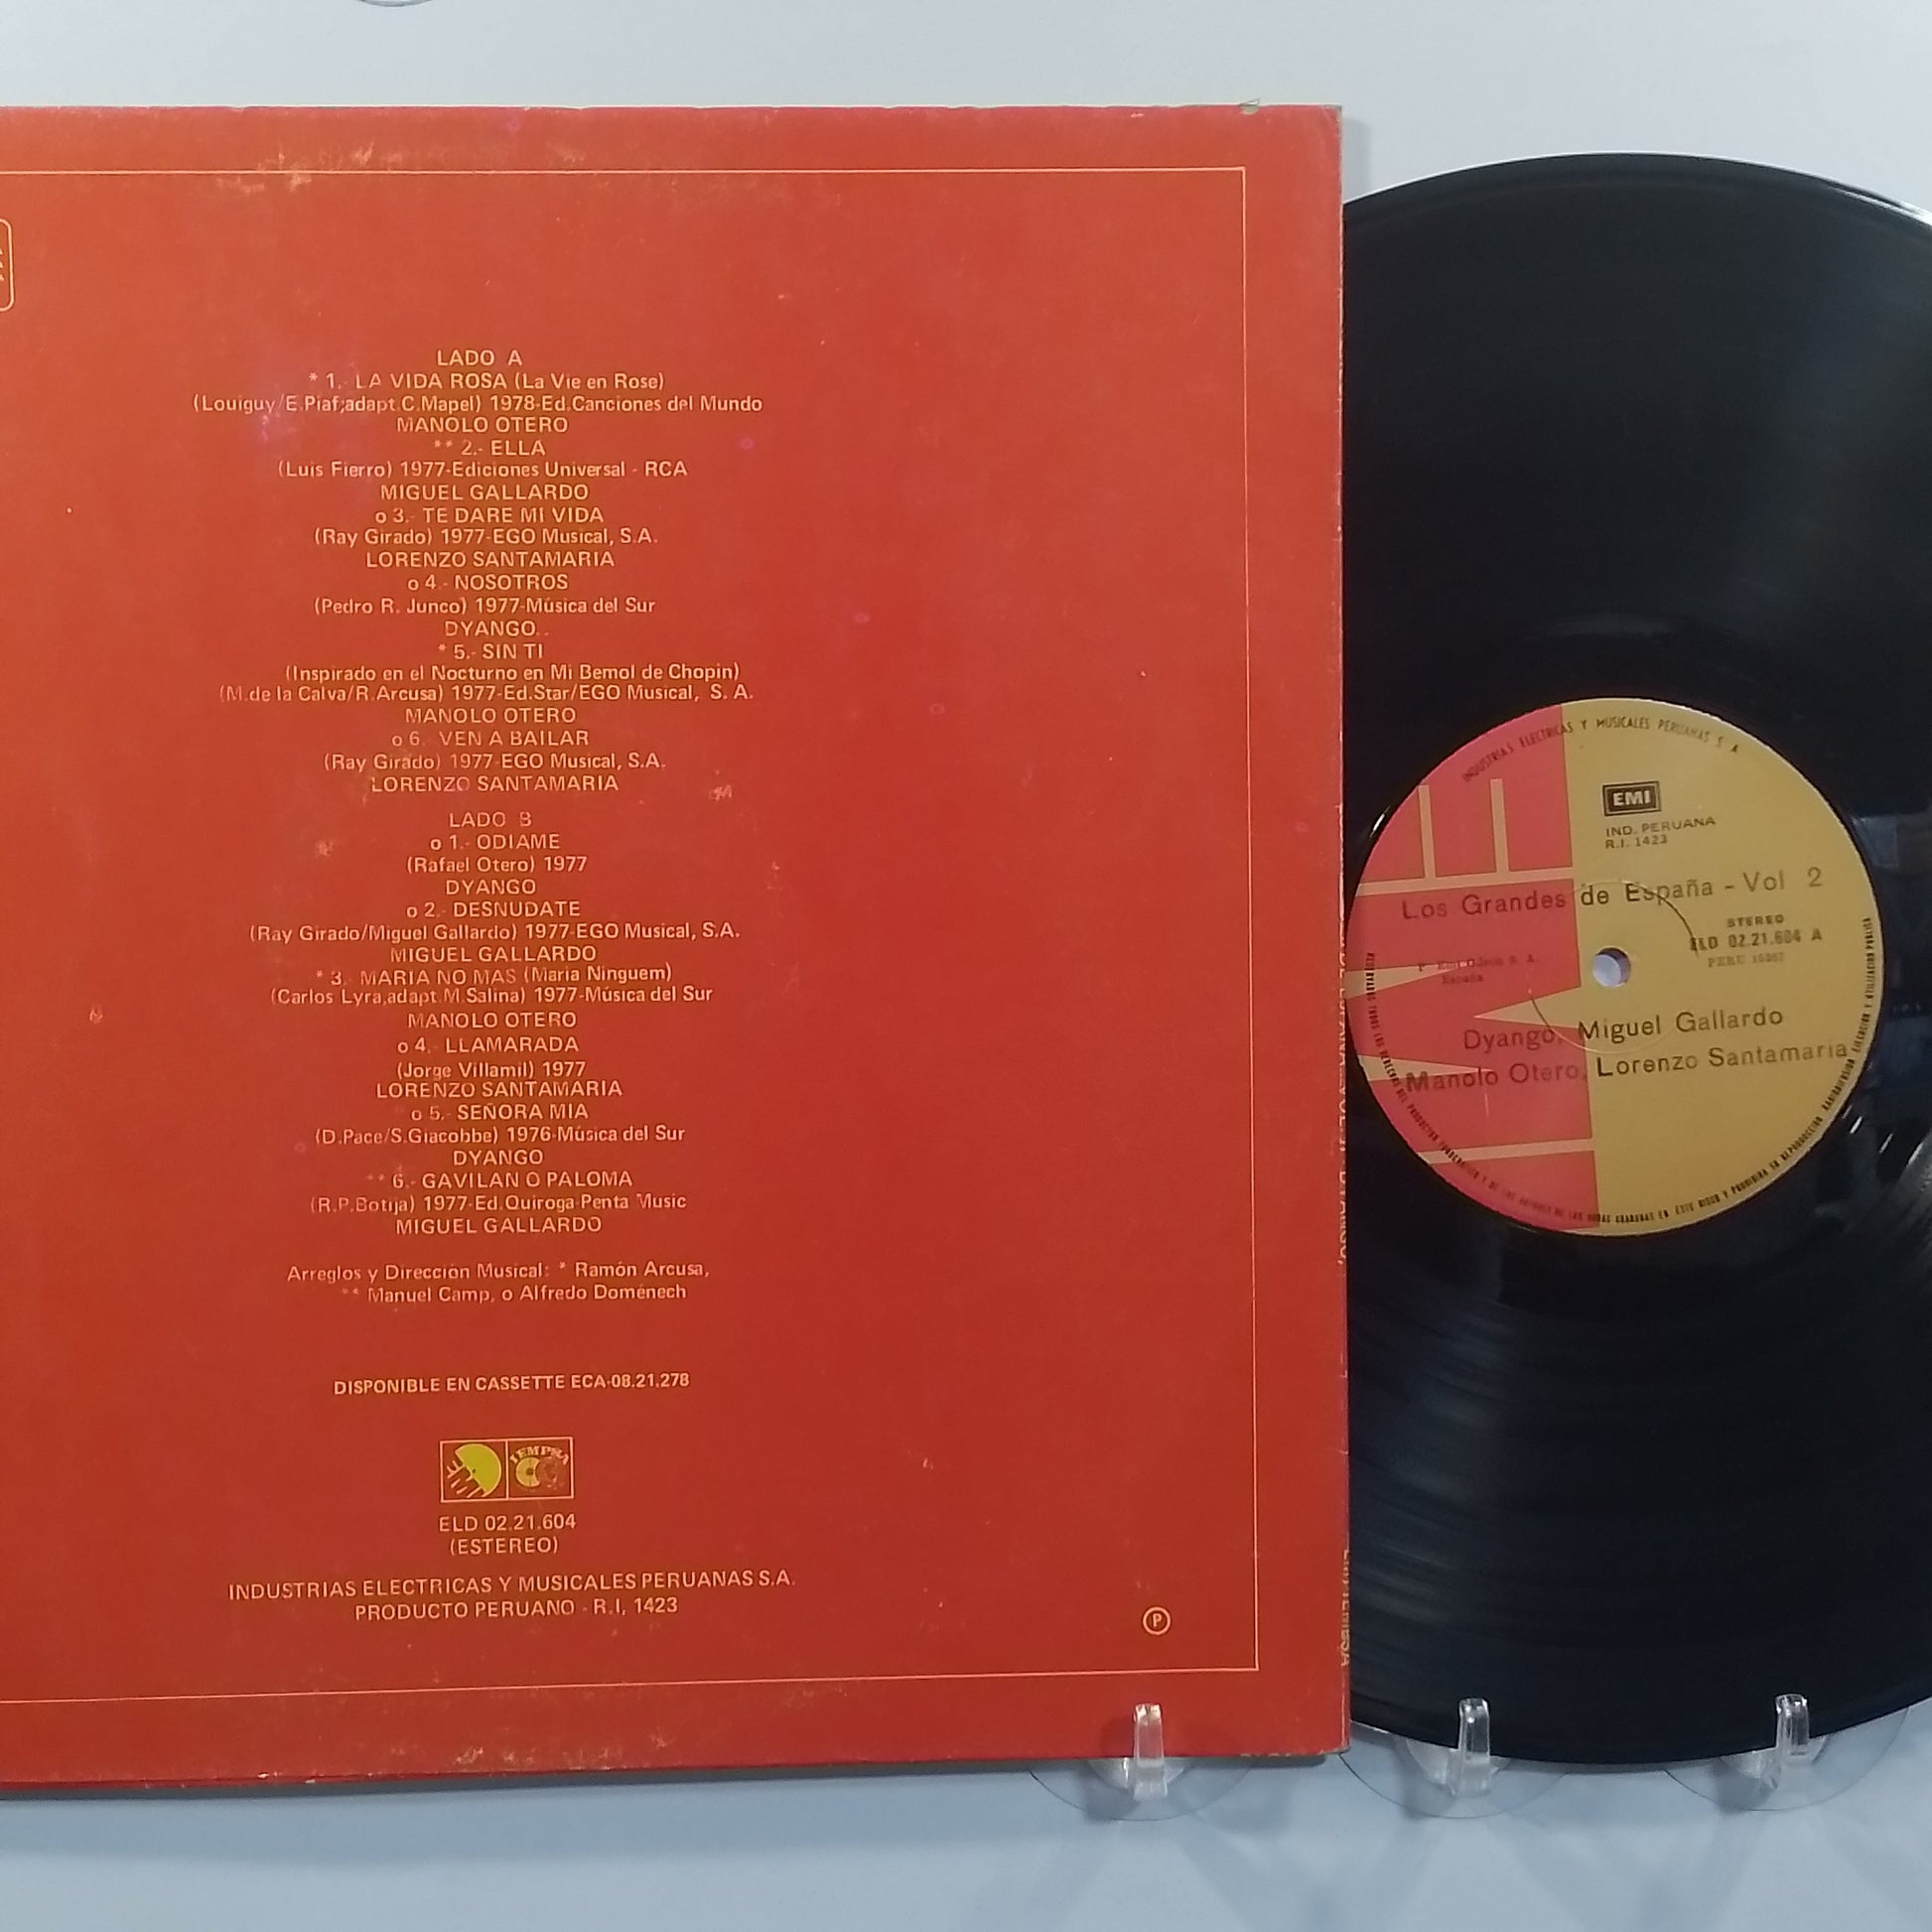 LADO A
* 1.- LA VIDA ROSA (La Vie en Rose)
(Louiguy/E.Piaf;adapt.C.Mapel) 1978-Ed.Canciones del Mundo
MANOLO OTERO
** 2.- ELLA
(Luis Fierro) 1977-Ediciones Universal - RCA
MIGUEL GALLARDO
o 3.- TE DARE MI VIDA
(Ray Girado) 1977-EGO Musical, S.A.
LORENZO SANTAMARIA
o 4.- NOSOTROS
(Pedro R. Junco) 1977-Música del Sur
DYANGO..
* 5.- SIN TI
(Inspirado en el Nocturno en Mi Bemol de Chopin)
(M.de la Calva/R.Arcusa) 1977-Ed.Star/EGO Musical, S. A.
MANOLO OTERO
o 6. VEN A BAILAR
(Ray Girado) 1977-EGO Musical, S.A.
LORENZO SANTAMARIA
LADO B
o 1.- ODIAME
(Rafael Otero) 1977
DYANGO
o 2.- DESNUDATE
(Ray Girado/Miguel Gallardo) 1977-EGO Musical, S.A.
MIGUEL GALLARDO
* 3.- MARIA NO MAS (Maria Ninguem)
(Carlos Lyra,adapt.M.Salina) 1977-Música del Sur
MANOLO OTERO
o 4.- LLAMARADA
(Jorge Villamil) 1977
LORENZO SANTAMARIA
o 5.- SEÑORA MIA
(D.Pace/S.Giacobbe) 1976-Música del Sur
DYANGO
** 6.- GAVILAN O PALOMA
(R.P.Botija) 1977-Ed.Quiroga-Penta Music
MIGUEL GALLARDO
Arreglos y Dirección Musical: * Ramón Arcusa,
** Manuel Camp, o Alfredo Doménech
DISPONIBLE EN CASSETTE ECA-08.21.278
EMI IEMPSA
ELD 02.21.604
(ESTEREO)
INDUSTRIAS ELECTRICAS Y MUSICALES PERUANAS S.A.
PRODUCTO PERUANO - R.I. 1423
P
INDUSTRIAS ELECTRICAS Y MUSICALES PERUANAS S A
EMI
IND. PERUANA
R.I. 1423
Los Grandes de España - Vol 2
STEREO
ELD 02.21.604 A
PERU
P Emi Odeón S. A.
España
Dyango, Miguel Gallardo
Manolo Otero, Lorenzo Santamaria